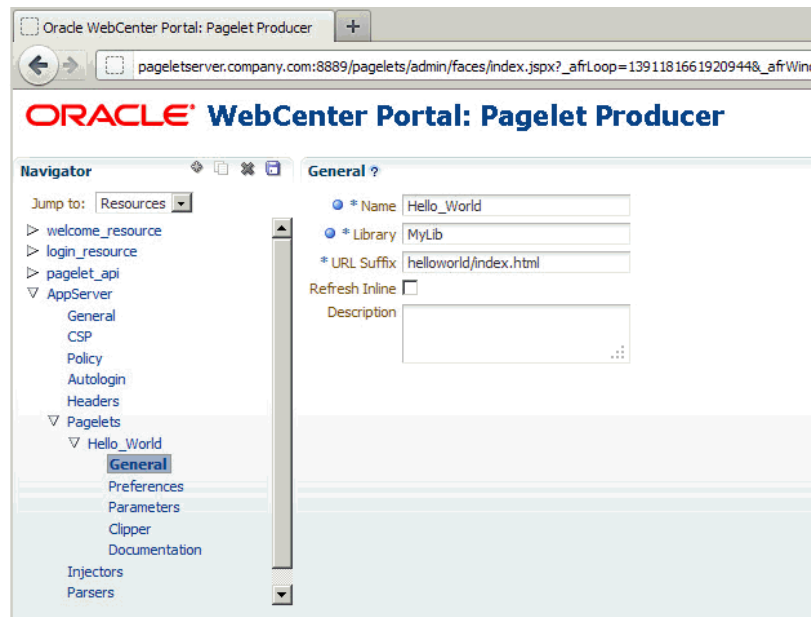 Oracle WebCenter Portal: Pagelet Producer
+
pageletserver.company.com:8889/pagelets/admin/faces/index.jspx?_afrLoop=1391181661920944&_afrWin
ORACLE® WebCenter Portal: Pagelet Producer
Navigator
General ?
Jump to: Resources
welcome_resource
login_resource
pagelet_api
AppServer
General
CSP
Policy
Autologin
Headers
Pagelets
Hello_World
General
Preferences
Parameters
Clipper
Documentation
Injectors
Parsers
* Name Hello_World
* Library MyLib
* URL Suffix helloworld/index.html
Refresh Inline
Description